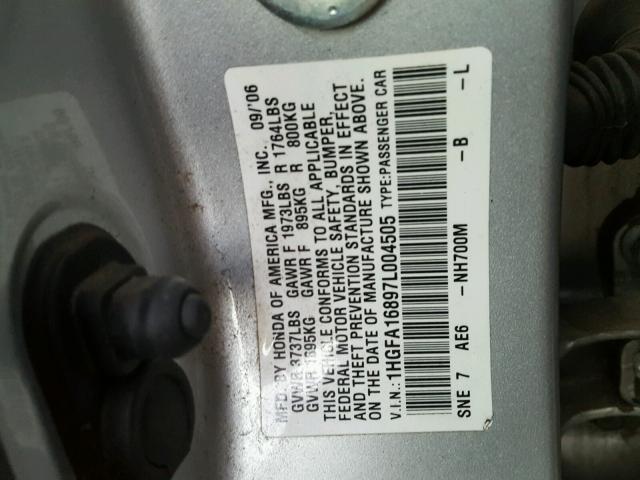 MFD. BY HONDA OF AMERICA MFG., INC. 09/'06
GVWR 3737LBS GAWR F 1973LBS R 1764LBS
GVWR 1695KG GAWR F 895KG R 800KG
THIS VEHICLE CONFORMS TO ALL APPLICABLE
FEDERAL MOTOR VEHICLE SAFETY, BUMPER,
AND THEFT PREVENTION STANDARDS IN EFFECT
ON THE DATE OF MANUFACTURE SHOWN ABOVE.
V.I.N.: 1HGFA16897L004505 TYPE:PASSENGER CAR
SNE 7 AE6 -NH700M -B -L